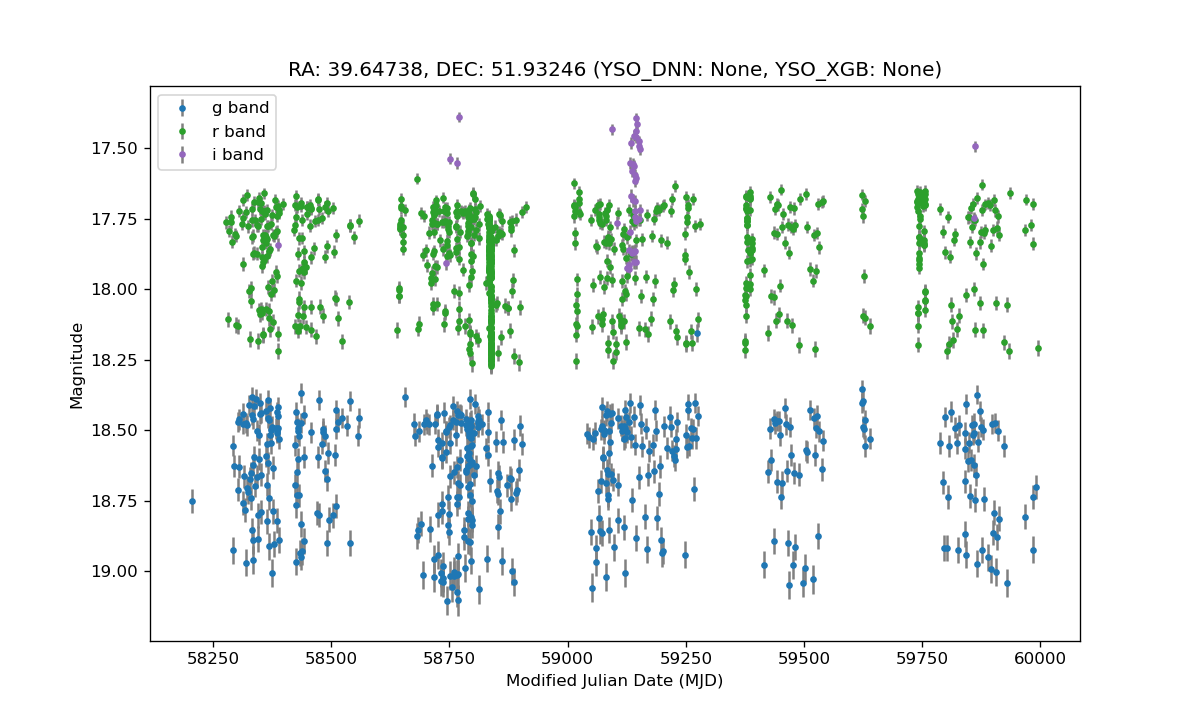 RA: 39.64738, DEC: 51.93246 (YSO_DNN: None, YSO_XGB: None)
g band
r band
i band
17.50
17.75
18.00
18.25
18.50
18.75
19.00
Magnitude
58250 58500 58750 59000 59250 59500 59750 60000
Modified Julian Date (MJD)